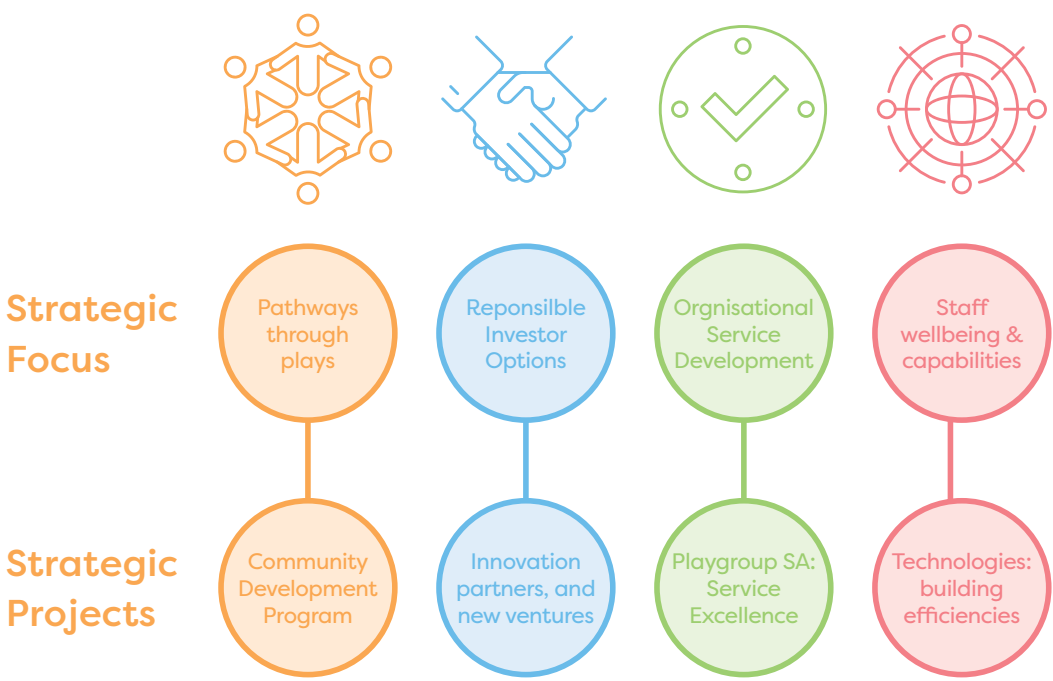 Strategic
Focus
Pathways
through
plays
Reponsilble
Investor
Options
Orgnisational
Service
Development
Staff
wellbeing &
capabilities
Strategic
Projects
Community
Development
Program
Innovation
partners, and
new ventures
Playgroup SA:
Service
Excellence
Technologies:
building
efficiencies